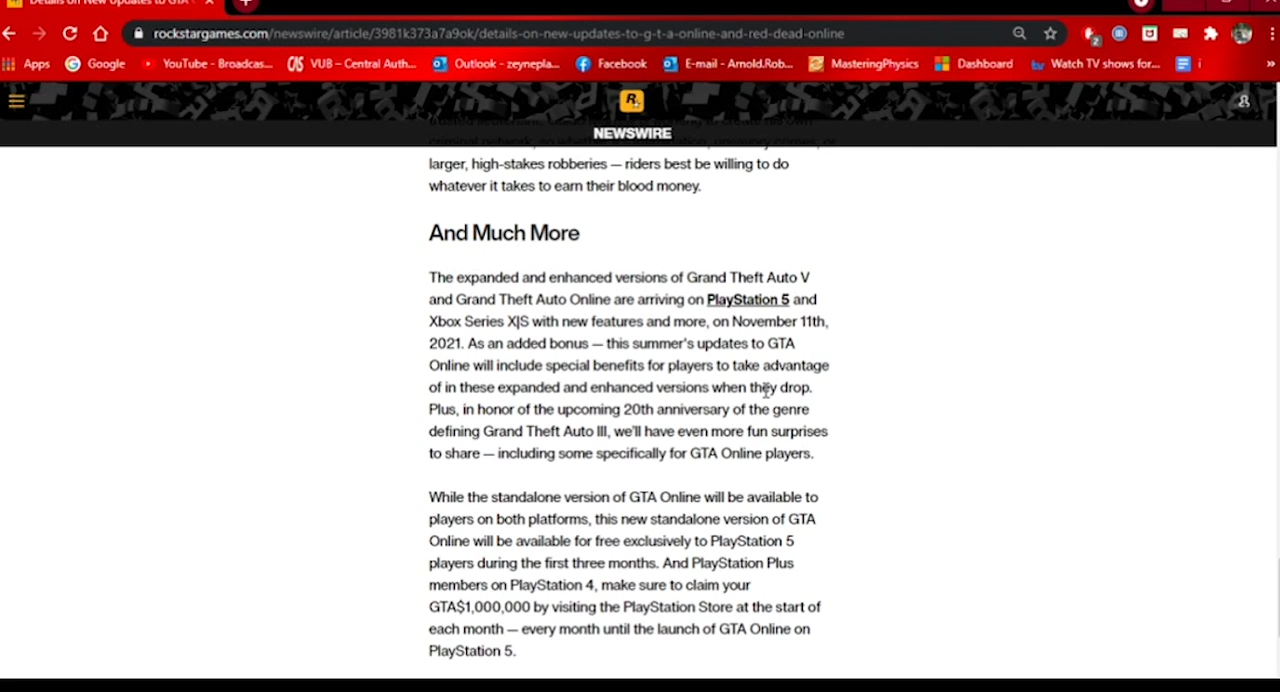 Details on New Updates to GTA
rockstargames.com/newswire/article/3981k373a7a9ok/details-on-new-updates-to-g-t-a-online-and-red-dead-online
2
Apps Google YouTube - Broadcas... VUB – Central Auth... Outlook – zeynepla... Facebook E-mail - Arnold.Rob... MasteringPhysics Dashboard Watch TV shows for... i »
R
NEWSWIRE
larger, high-stakes robberies — riders best be willing to do
whatever it takes to earn their blood money.
And Much More
The expanded and enhanced versions of Grand Theft Auto V
and Grand Theft Auto Online are arriving on PlayStation 5 and
Xbox Series X|S with new features and more, on November 11th,
2021. As an added bonus — this summer's updates to GTA
Online will include special benefits for players to take advantage
of in these expanded and enhanced versions when they drop.
Plus, in honor of the upcoming 20th anniversary of the genre
defining Grand Theft Auto III, we'll have even more fun surprises
to share — including some specifically for GTA Online players.
While the standalone version of GTA Online will be available to
players on both platforms, this new standalone version of GTA
Online will be available for free exclusively to PlayStation 5
players during the first three months. And PlayStation Plus
members on PlayStation 4, make sure to claim your
GTA$1,000,000 by visiting the PlayStation Store at the start of
each month — every month until the launch of GTA Online on
PlayStation 5.